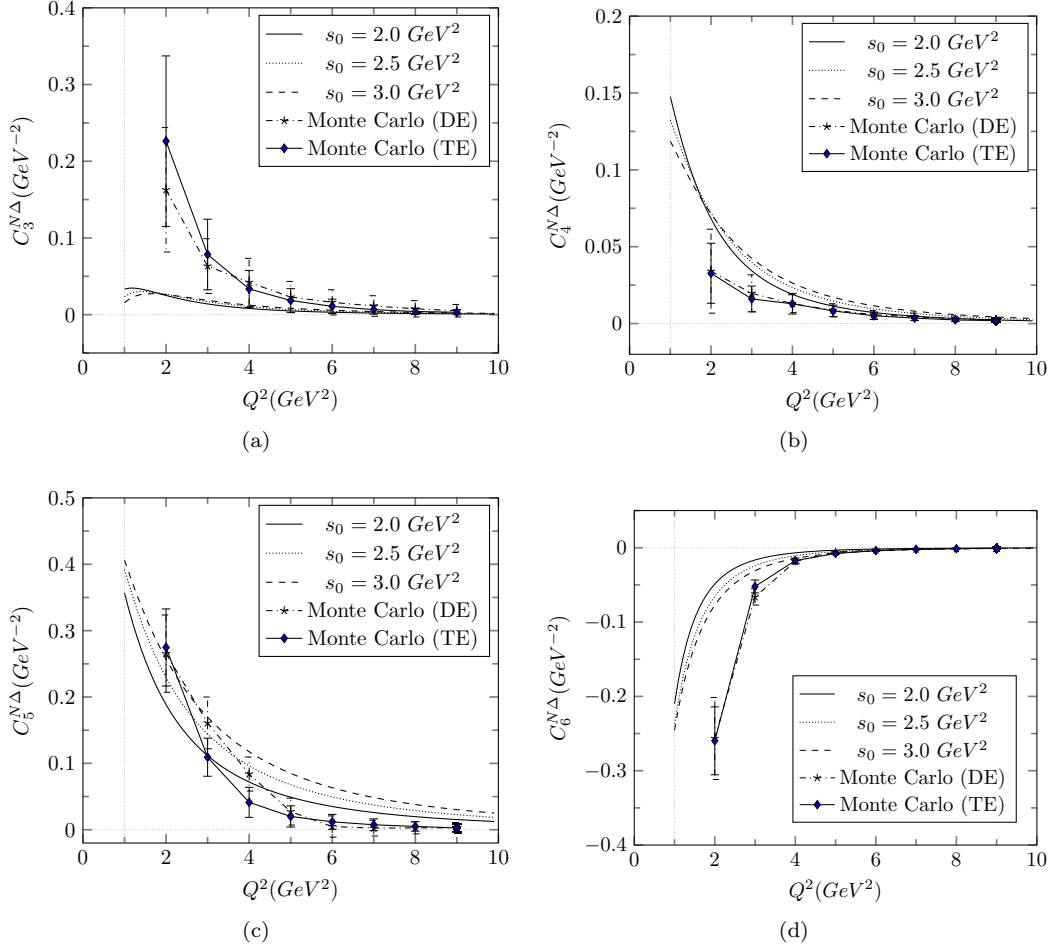 0.4
0.3
0.2
0.1
0
0 2 4 6 8 10
C_3^{NΔ}(GeV^{-2})
Q^2(GeV^2)
s_0 = 2.0 GeV^2
s_0 = 2.5 GeV^2
s_0 = 3.0 GeV^2
Monte Carlo (DE)
Monte Carlo (TE)
(a)
0.2
0.15
0.1
0.05
0
0 2 4 6 8 10
C_4^{NΔ}(GeV^{-2})
Q^2(GeV^2)
s_0 = 2.0 GeV^2
s_0 = 2.5 GeV^2
s_0 = 3.0 GeV^2
Monte Carlo (DE)
Monte Carlo (TE)
(b)
0.5
0.4
0.3
0.2
0.1
0
0 2 4 6 8 10
C_5^{NΔ}(GeV^{-2})
Q^2(GeV^2)
s_0 = 2.0 GeV^2
s_0 = 2.5 GeV^2
s_0 = 3.0 GeV^2
Monte Carlo (DE)
Monte Carlo (TE)
(c)
0
−0.1
−0.2
−0.3
−0.4
0 2 4 6 8 10
C_6^{NΔ}(GeV^{-2})
Q^2(GeV^2)
s_0 = 2.0 GeV^2
s_0 = 2.5 GeV^2
s_0 = 3.0 GeV^2
Monte Carlo (DE)
Monte Carlo (TE)
(d)